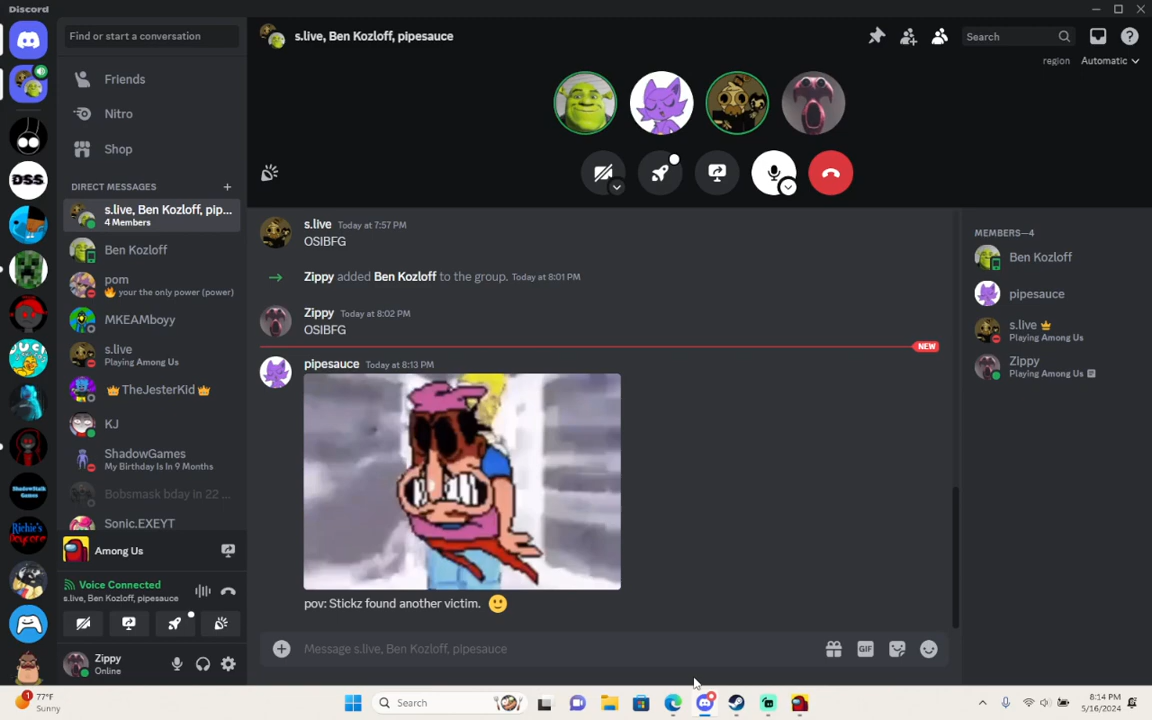 Discord
Find or start a conversation
s.live, Ben Kozloff, pipesauce
Search
region
Automatic
Friends
Nitro
Shop
DIRECT MESSAGES
s.live, Ben Kozloff, pip...
4 Members
Ben Kozloff
pom
your the only power (power)
MKEAMboyy
s.live
Playing Among Us
TheJesterKid
KJ
ShadowGames
My Birthday Is In 9 Months
Bobsmask bday in 22 ...
Sonic.EXEYT
Among Us
Voice Connected
s.live, Ben Kozloff, pipesauce
Zippy
Online
DSS
ShadowStalk
Games
Richie's
Daycore
s.live Today at 7:57 PM
OSIBFG
Zippy added Ben Kozloff to the group. Today at 8:01 PM
Zippy Today at 8:02 PM
OSIBFG
NEW
pipesauce Today at 8:13 PM
pov: Stickz found another victim.
Message s.live, Ben Kozloff, pipesauce
GIF
MEMBERS—4
Ben Kozloff
pipesauce
s.live
Playing Among Us
Zippy
Playing Among Us
77°F
Sunny
Search
8:14 PM
5/16/2024